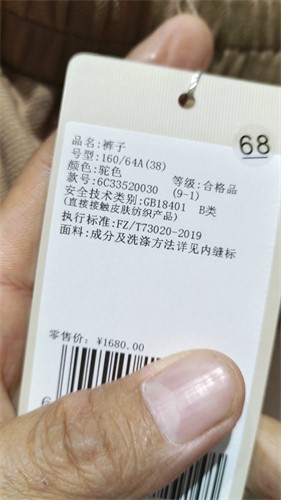 68
品名:裤子
号型:160/64A(38)
颜色:驼色 等级:合格品
款号:6C33520030 (9-1)
安全技术类别:GB18401 B类
(直接接触皮肤纺织产品)
执行标准:FZ/T73020-2019
面料:成分及洗涤方法详见内缝标
零售价: ¥1680.00
6